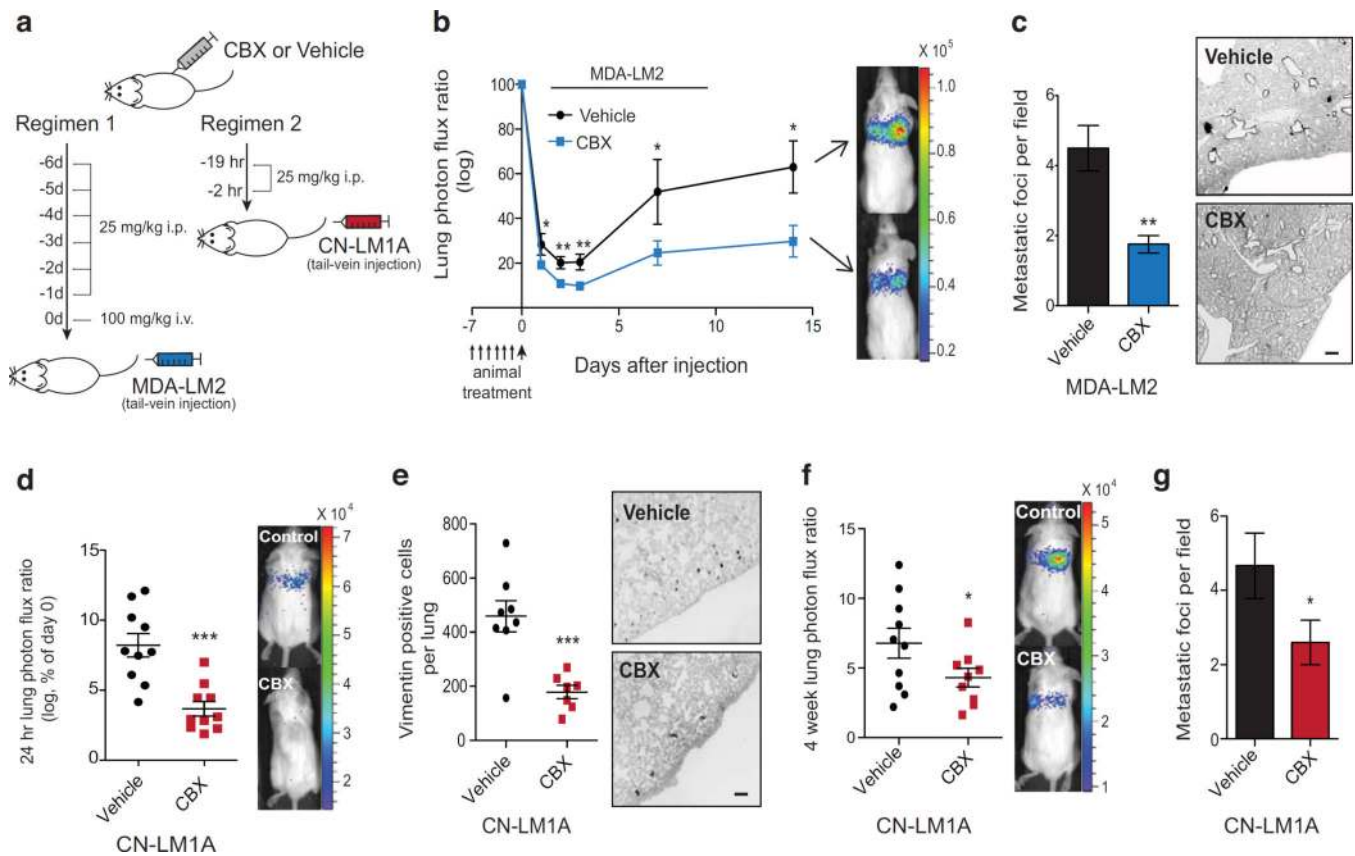 a
CBX or Vehicle
Regimen 1
Regimen 2
-6d
-5d
-4d
-3d
-2d
-1d
0d
25 mg/kg i.p.
100 mg/kg i.v.
-19 hr
-2 hr
25 mg/kg i.p.
CN-LM1A
(tail-vein injection)
MDA-LM2
(tail-vein injection)
b
Lung photon flux ratio
(log)
100
80
60
40
20
MDA-LM2
Vehicle
CBX
*
**
**
*
*
-7
0
5
10
15
animal
treatment
Days after injection
X 10⁵
1.0
0.8
0.6
0.4
0.2
c
Metastatic foci per field
6
4
2
0
**
Vehicle
CBX
MDA-LM2
Vehicle
CBX
d
24 hr lung photon flux ratio
(log, % of day 0)
15
10
5
0
***
Vehicle
CBX
CN-LM1A
Control
CBX
X 10⁴
7
6
5
4
3
2
e
Vimentin positive cells
per lung
800
600
400
200
0
***
Vehicle
CBX
CN-LM1A
Vehicle
CBX
f
4 week lung photon flux ratio
15
10
5
0
*
Vehicle
CBX
CN-LM1A
Control
CBX
X 10⁴
5
4
3
2
1
g
Metastatic foci per field
6
4
2
0
*
Vehicle
CBX
CN-LM1A